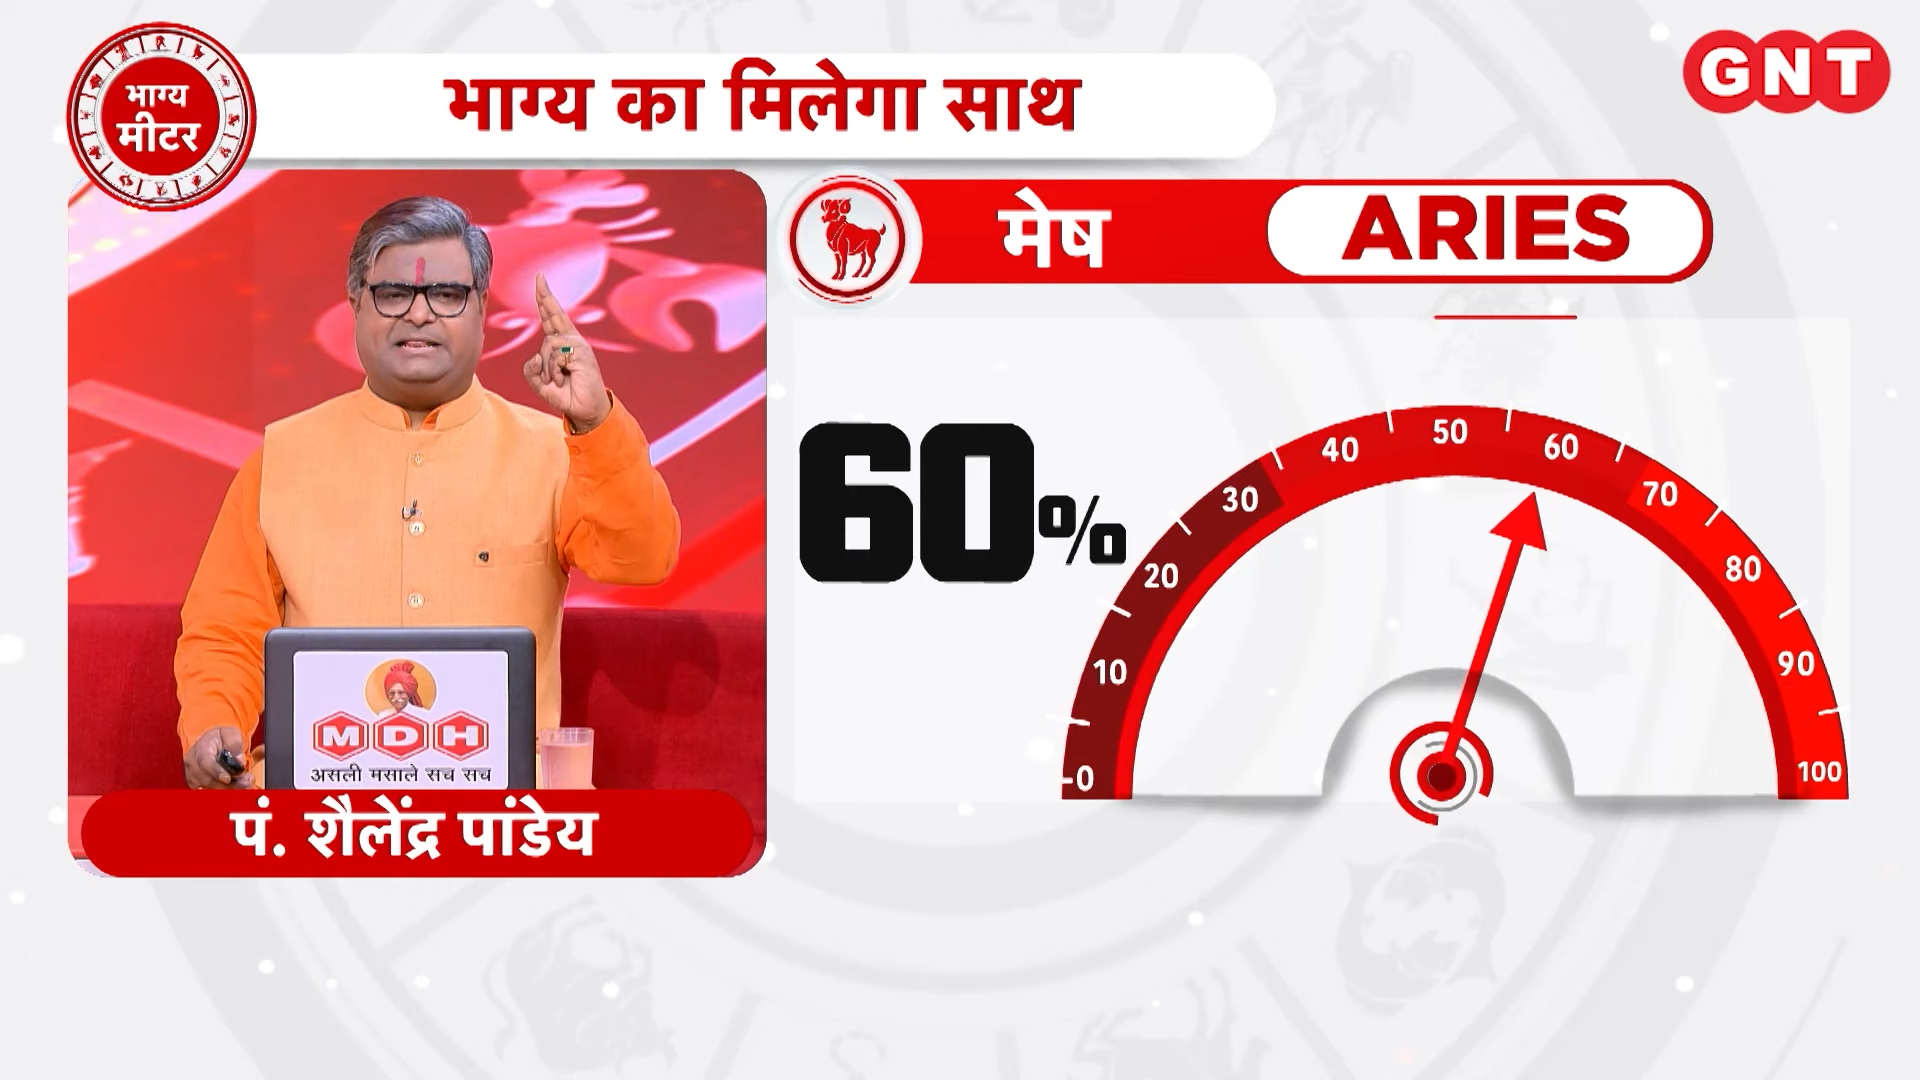 भाग्य
मीटर
भाग्य का मिलेगा साथ
GNT
मेष
ARIES
60%
0
10
20
30
40
50
60
70
80
90
100
MDH
असली मसाले सच सच
पं. शैलेंद्र पांडेय